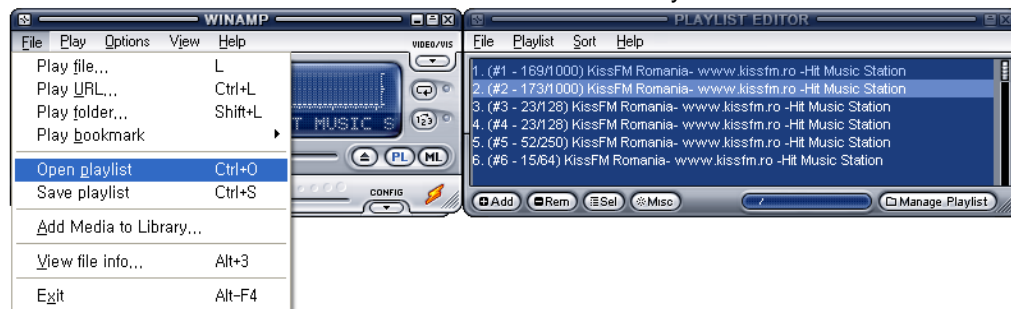 WINAMP
File Play Options View Help
VIDEO/VIS
Play file... L
Play URL... Ctrl+L
Play folder... Shift+L
Play bookmark
Open playlist Ctrl+O
Save playlist Ctrl+S
Add Media to Library...
View file info... Alt+3
Exit Alt-F4
T MUSIC S
PL ML
CONFIG
PLAYLIST EDITOR
File Playlist Sort Help
1. (#1 - 169/1000) KissFM Romania- www.kissfm.ro -Hit Music Station
2. (#2 - 173/1000) KissFM Romania- www.kissfm.ro -Hit Music Station
3. (#3 - 23/128) KissFM Romania- www.kissfm.ro -Hit Music Station
4. (#4 - 23/128) KissFM Romania- www.kissfm.ro -Hit Music Station
5. (#5 - 52/250) KissFM Romania- www.kissfm.ro -Hit Music Station
6. (#6 - 15/64) KissFM Romania- www.kissfm.ro -Hit Music Station
Add Rem Sel Misc Manage Playlist